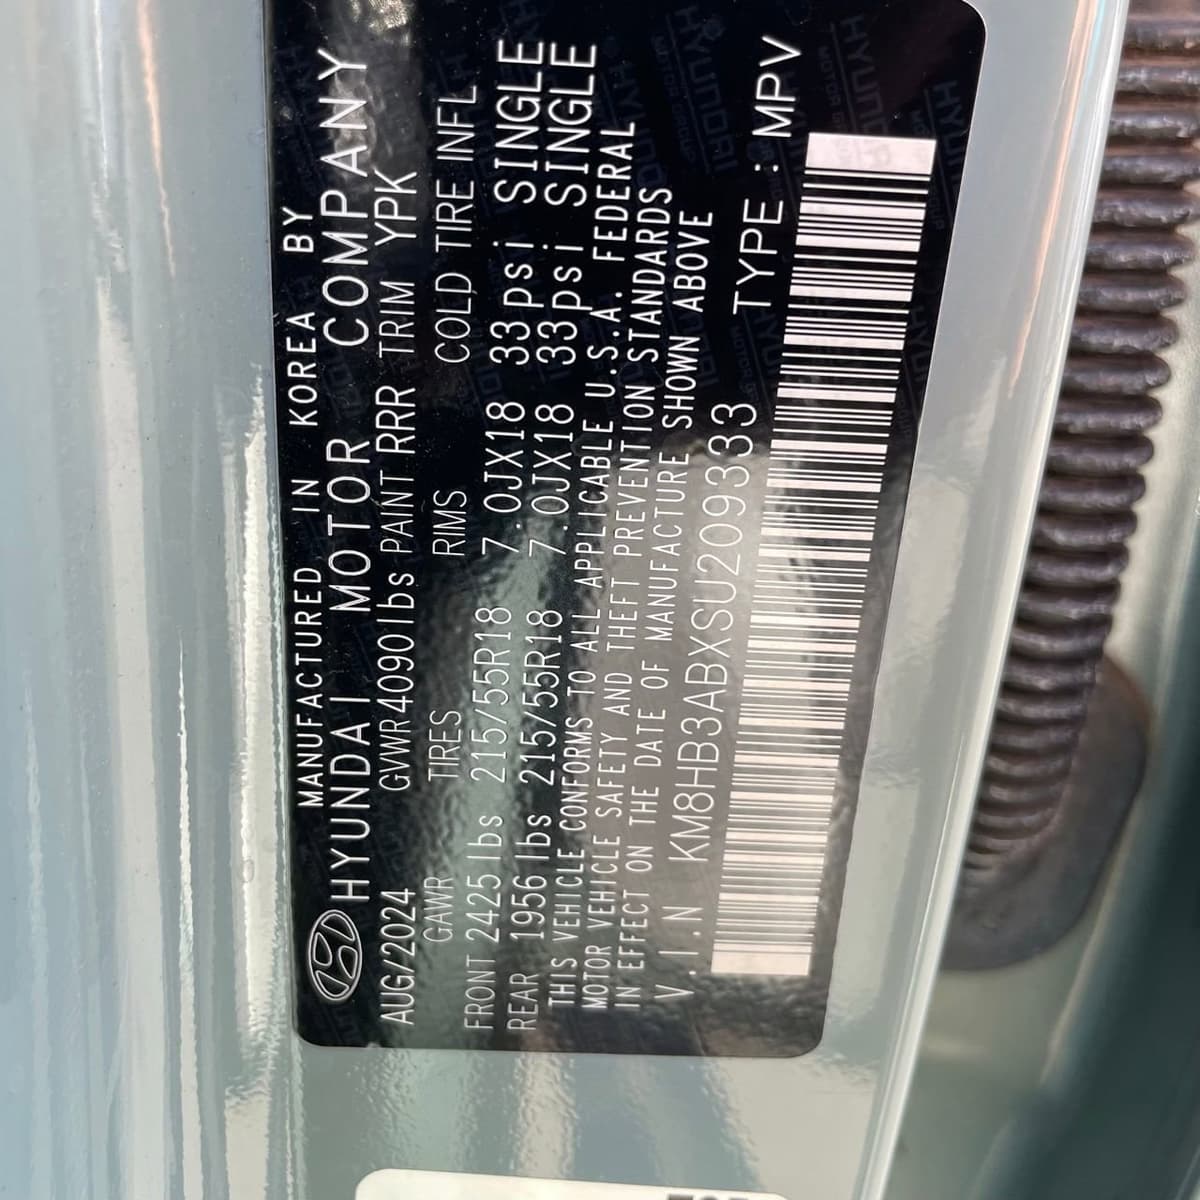 MANUFACTURED IN KOREA BY
HYUNDAI MOTOR COMPANY
AUG/2024 GVWR4090lbs PAINT RRR TRIM YPK
GAWR TIRES RIMS COLD TIRE INFL
FRONT 2425lbs 215/55R18 7.0JX18 33psi SINGLE
REAR 1956lbs 215/55R18 7.0JX18 33psi SINGLE
THIS VEHICLE CONFORMS TO ALL APPLICABLE U.S.A. FEDERAL
MOTOR VEHICLE SAFETY AND THEFT PREVENTION STANDARDS
IN EFFECT ON THE DATE OF MANUFACTURE SHOWN ABOVE
V.I.N KM8HB3ABXSU209333 TYPE:MPV